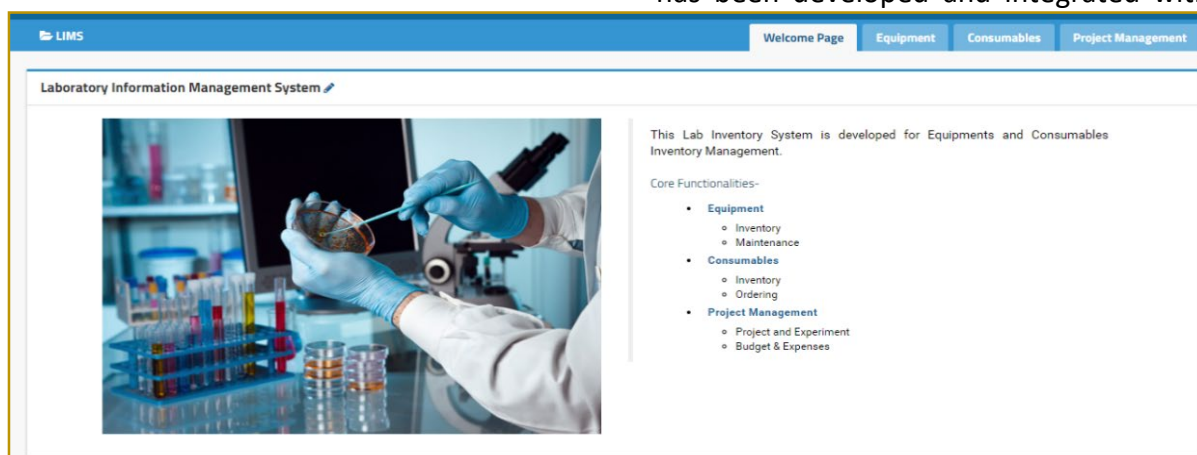 has been developed and integrated with
LIMS
Welcome Page
Equipment
Consumables
Project Management
Laboratory Information Management System
This Lab Inventory System is developed for Equipments and Consumables
Inventory Management.
Core Functionalities-
Equipment
Inventory
Maintenance
Consumables
Inventory
Ordering
Project Management
Project and Experiment
Budget & Expenses